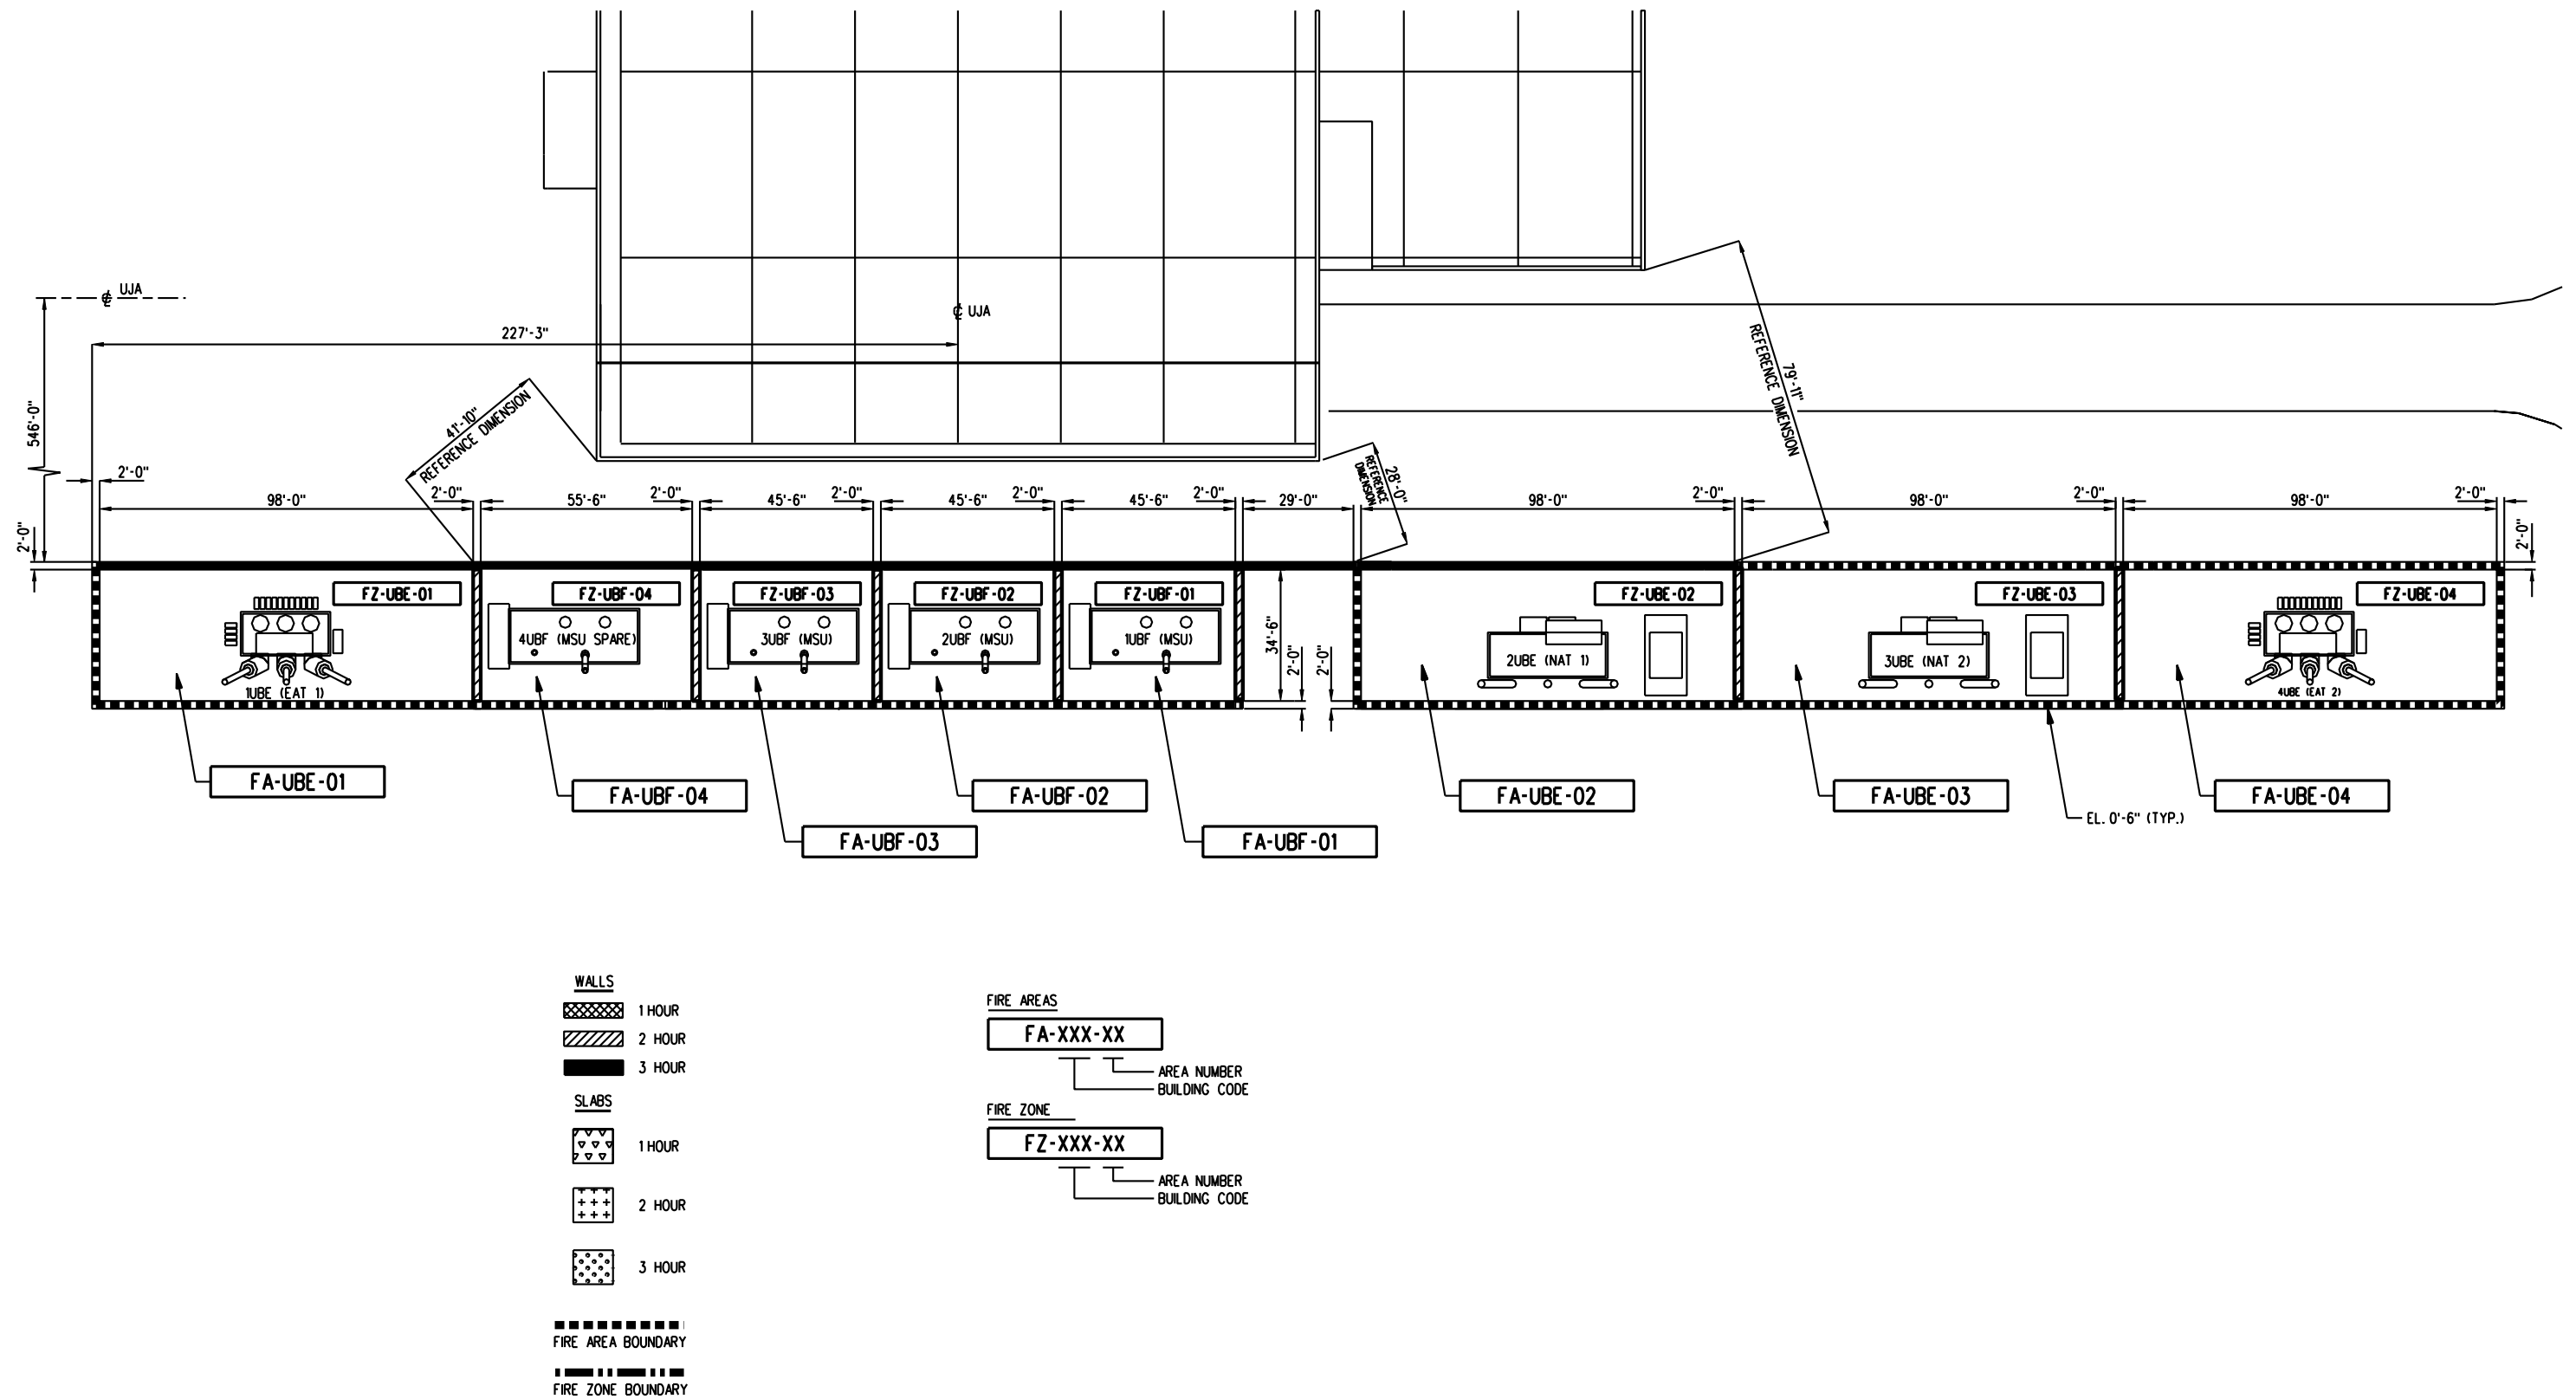 ℄ UJA
℄ UJA
227'-3"
546'-0"
41'-10"
REFERENCE DIMENSION
79'-11"
REFERENCE DIMENSION
28'-0"
REFERENCE
DIMENSION
2'-0"
2'-0"
98'-0"
2'-0"
55'-6"
2'-0"
45'-6"
2'-0"
45'-6"
2'-0"
45'-6"
2'-0"
29'-0"
98'-0"
2'-0"
98'-0"
2'-0"
98'-0"
2'-0"
2'-0"
FZ-UBE-01
FZ-UBF-04
FZ-UBF-03
FZ-UBF-02
FZ-UBF-01
FZ-UBE-02
FZ-UBE-03
FZ-UBE-04
1UBE (EAT 1)
4UBF (MSU SPARE)
3UBF (MSU)
2UBF (MSU)
1UBF (MSU)
34'-6"
2'-0"
2'-0"
2UBE (NAT 1)
3UBE (NAT 2)
4UBE (EAT 2)
FA-UBE-01
FA-UBF-04
FA-UBF-03
FA-UBF-02
FA-UBF-01
FA-UBE-02
FA-UBE-03
FA-UBE-04
EL. 0'-6" (TYP.)
WALLS
1 HOUR
2 HOUR
3 HOUR
SLABS
1 HOUR
2 HOUR
3 HOUR
FIRE AREA BOUNDARY
FIRE ZONE BOUNDARY
FIRE AREAS
FA-XXX-XX
AREA NUMBER
BUILDING CODE
FIRE ZONE
FZ-XXX-XX
AREA NUMBER
BUILDING CODE